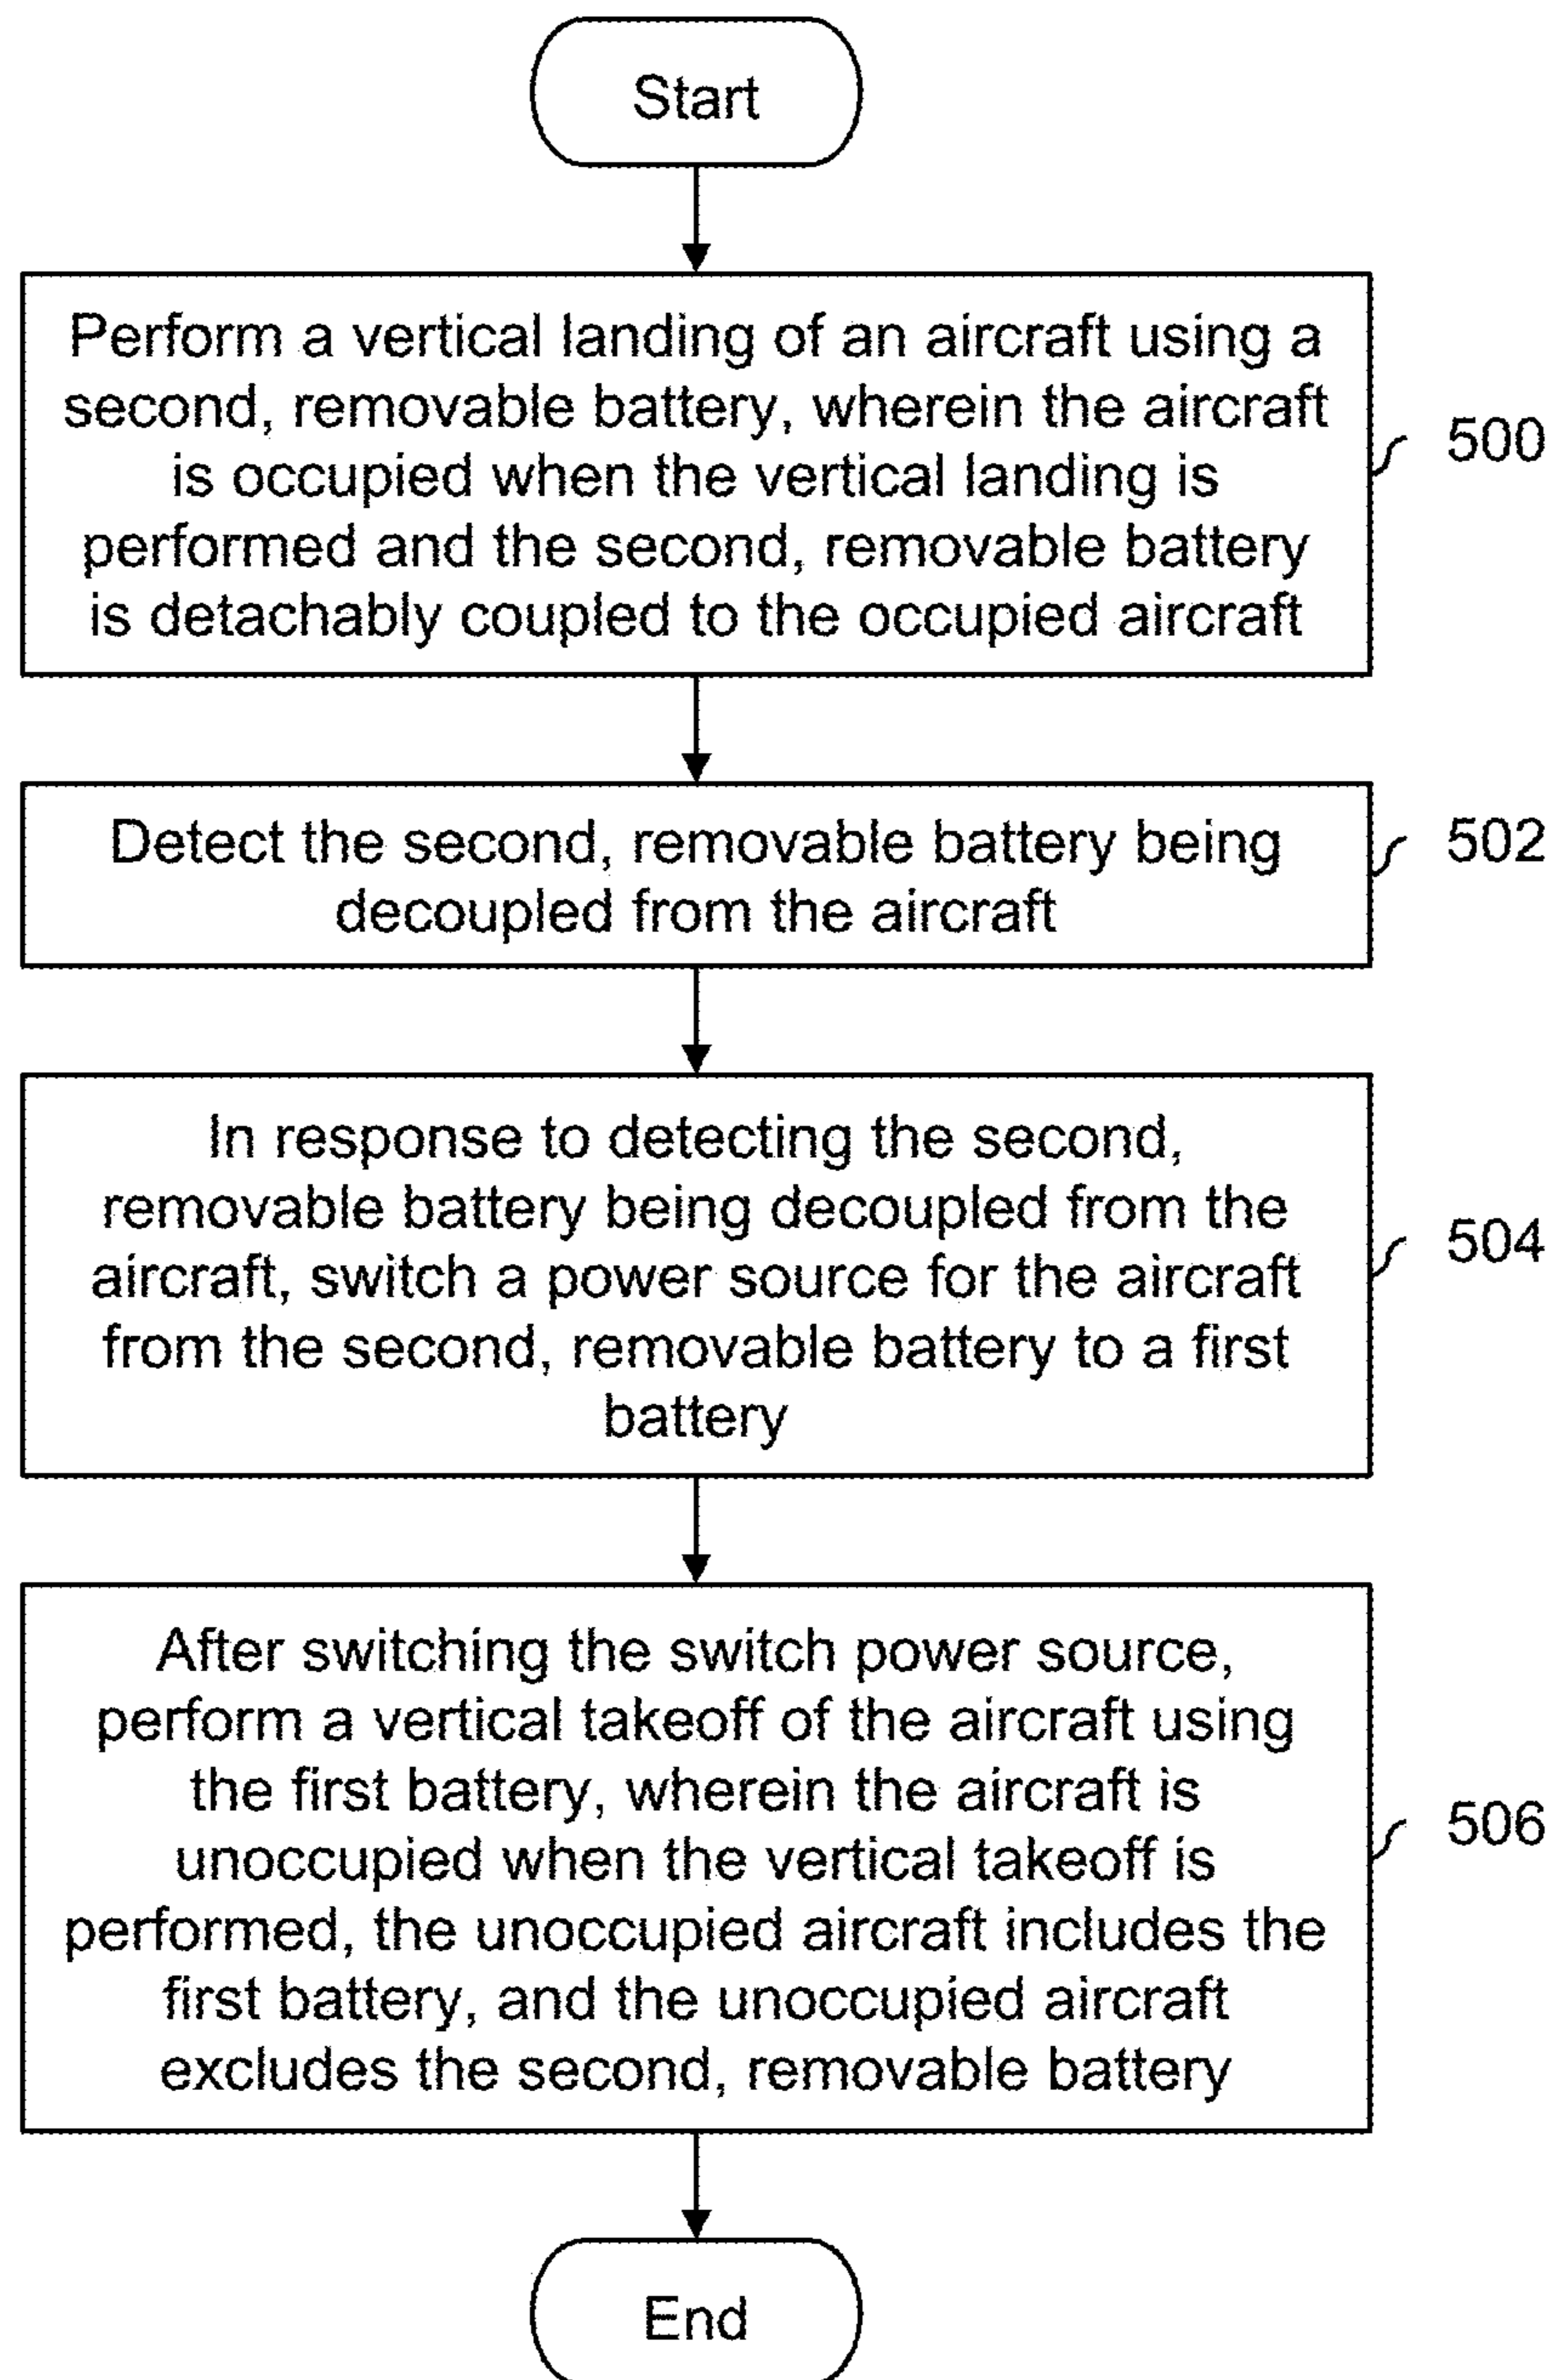 Start
Perform a vertical landing of an aircraft using a
second, removable battery, wherein the aircraft
is occupied when the vertical landing is
performed and the second, removable battery
is detachably coupled to the occupied aircraft
500
Detect the second, removable battery being
decoupled from the aircraft
502
In response to detecting the second,
removable battery being decoupled from the
aircraft, switch a power source for the aircraft
from the second, removable battery to a first
battery
504
After switching the switch power source,
perform a vertical takeoff of the aircraft using
the first battery, wherein the aircraft is
unoccupied when the vertical takeoff is
performed, the unoccupied aircraft includes the
first battery, and the unoccupied aircraft
excludes the second, removable battery
506
End